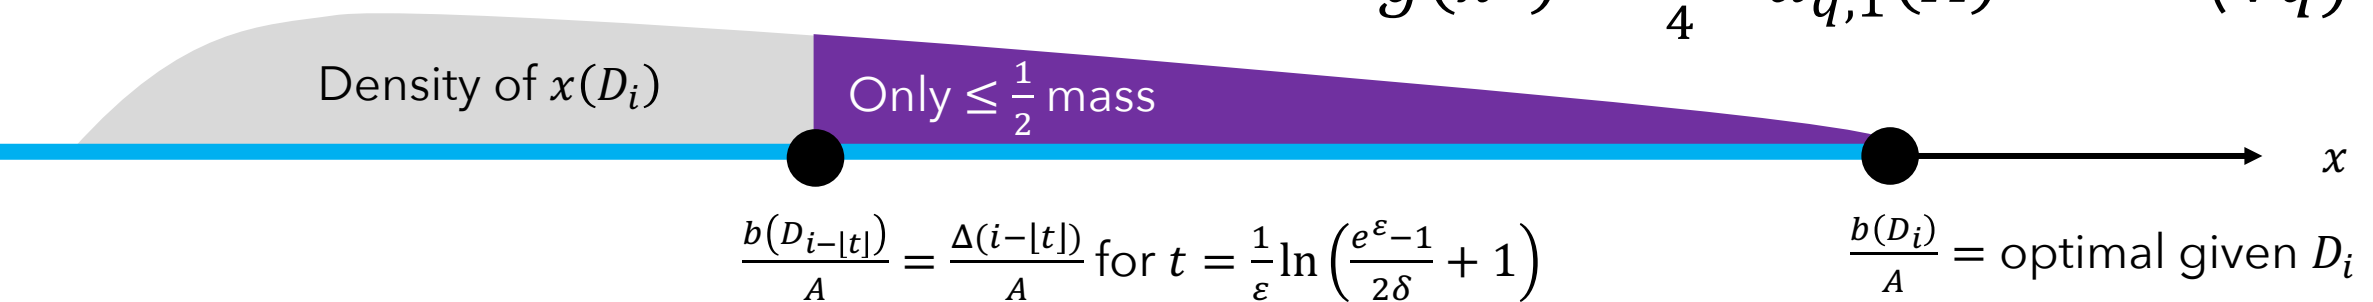 Density of x(D_i)
Only ≤ 1/2 mass
x
b(D_{i−⌊t⌋})/A = Δ(i−⌊t⌋)/A for t = 1/ε ln((e^ε−1)/(2δ) + 1)
b(D_i)/A = optimal given D_i